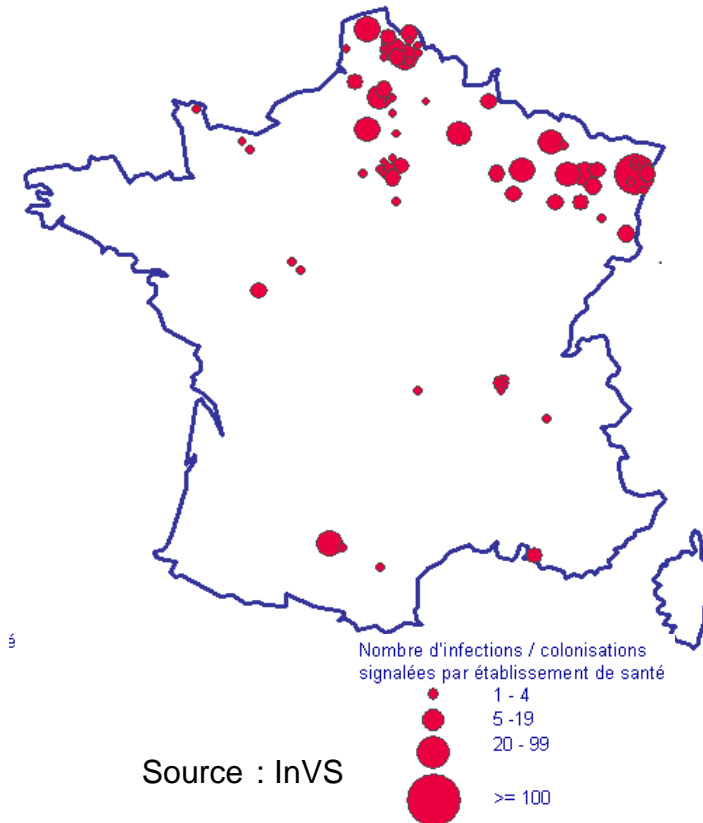 é
Nombre d'infections / colonisations
signalées par établissement de santé
1 - 4
5 -19
20 - 99
>= 100
Source : InVS